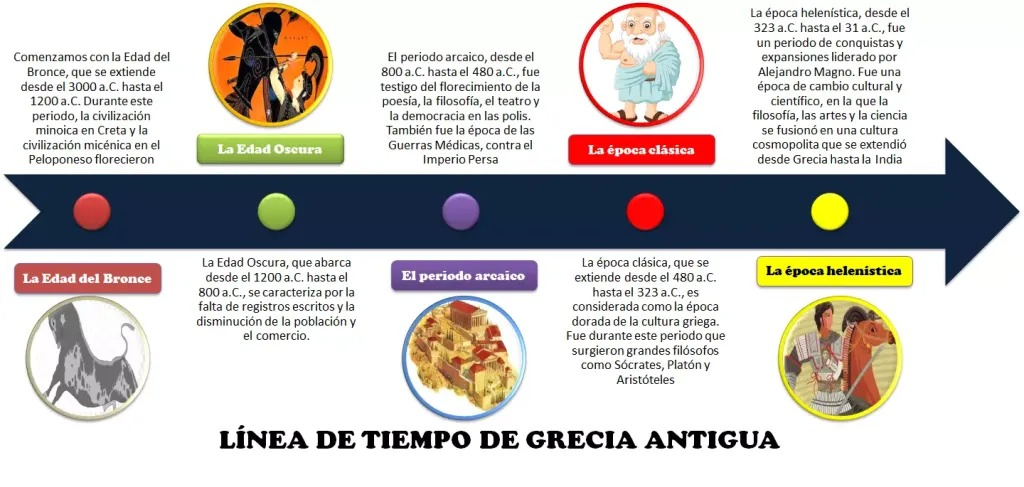 Comenzamos con la Edad del
Bronce, que se extiende
desde el 3000 a.C. hasta el
1200 a.C. Durante este
periodo, la civilización
minoica en Creta y la
civilización micénica en el
Peloponeso florecieron
La Edad del Bronce
La Edad Oscura
La Edad Oscura, que abarca
desde el 1200 a.C. hasta el
800 a.C., se caracteriza por la
falta de registros escritos y la
disminución de la población y
el comercio.
El periodo arcaico, desde el
800 a.C. hasta el 480 a.C., fue
testigo del florecimiento de la
poesía, la filosofía, el teatro y
la democracia en las polis.
También fue la época de las
Guerras Médicas, contra el
Imperio Persa
El periodo arcaico
La época clásica
La época clásica, que se
extiende desde el 480 a.C.
hasta el 323 a.C., es
considerada como la época
dorada de la cultura griega.
Fue durante este periodo que
surgieron grandes filósofos
como Sócrates, Platón y
Aristóteles
La época helenística, desde el
323 a.C. hasta el 31 a.C., fue
un periodo de conquistas y
expansiones liderado por
Alejandro Magno. Fue una
época de cambio cultural y
científico, en la que la
filosofía, las artes y la ciencia
se fusionó en una cultura
cosmopolita que se extendió
desde Grecia hasta la India
La época helenística
LÍNEA DE TIEMPO DE GRECIA ANTIGUA